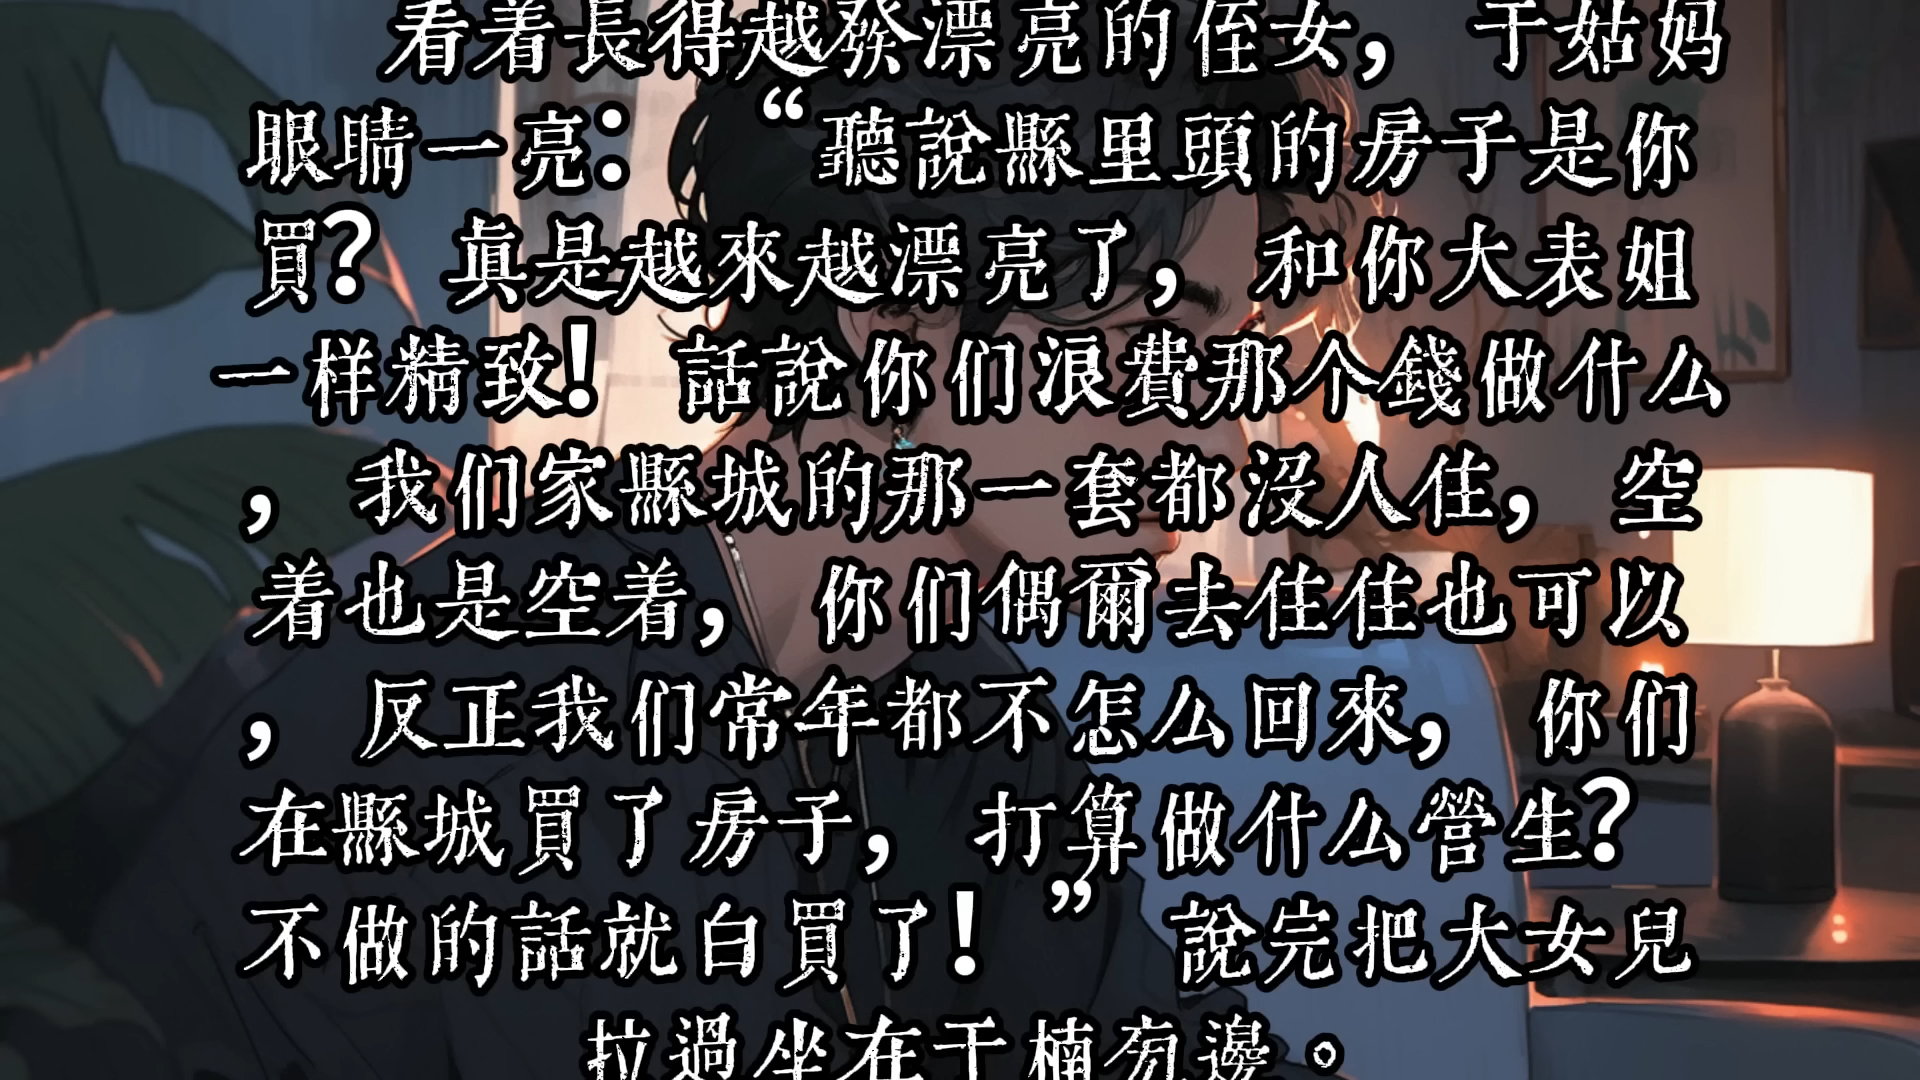 看着長得越發漂亮的侄女， 于姑妈
眼睛一亮： “聽說縣里頭的房子是你
買？ 真是越來越漂亮了， 和你大表姐
一样精致！ 話說你们浪費那个錢做什么
， 我们家縣城的那一套都没人住， 空
着也是空着， 你们偶爾去住住也可以
， 反正我们常年都不怎么回來， 你们
在縣城買了房子， 打算做什么營生？
不做的話就白買了！ ” 說完把大女兒
拉過坐在于楠旁邊。